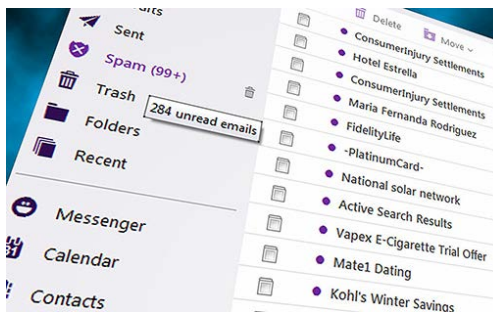 Sent
Spam (99+)
Trash
284 unread emails
Folders
Recent
Messenger
Calendar
Contacts
Delete
Move
ConsumerInjury Settlements
Hotel Estrella
ConsumerInjury Settlements
Maria Fernanda Rodriguez
FidelityLife
-PlatinumCard-
National solar network
Active Search Results
Vapex E-Cigarette Trial Offer
Mate1 Dating
Kohl's Winter Savings